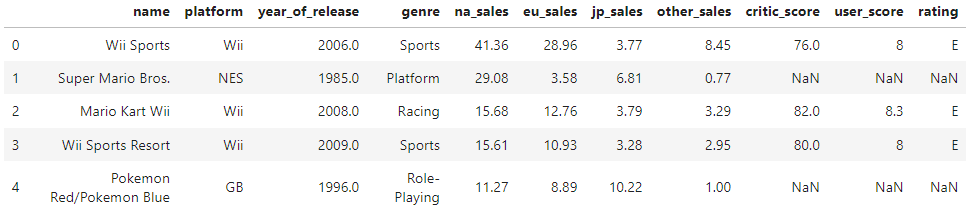 name platform year_of_release genre na_sales eu_sales jp_sales other_sales critic_score user_score rating
0 Wii Sports Wii 2006.0 Sports 41.36 28.96 3.77 8.45 76.0 8 E
1 Super Mario Bros. NES 1985.0 Platform 29.08 3.58 6.81 0.77 NaN NaN NaN
2 Mario Kart Wii Wii 2008.0 Racing 15.68 12.76 3.79 3.29 82.0 8.3 E
3 Wii Sports Resort Wii 2009.0 Sports 15.61 10.93 3.28 2.95 80.0 8 E
4 Pokemon Red/Pokemon Blue GB 1996.0 Role-Playing 11.27 8.89 10.22 1.00 NaN NaN NaN